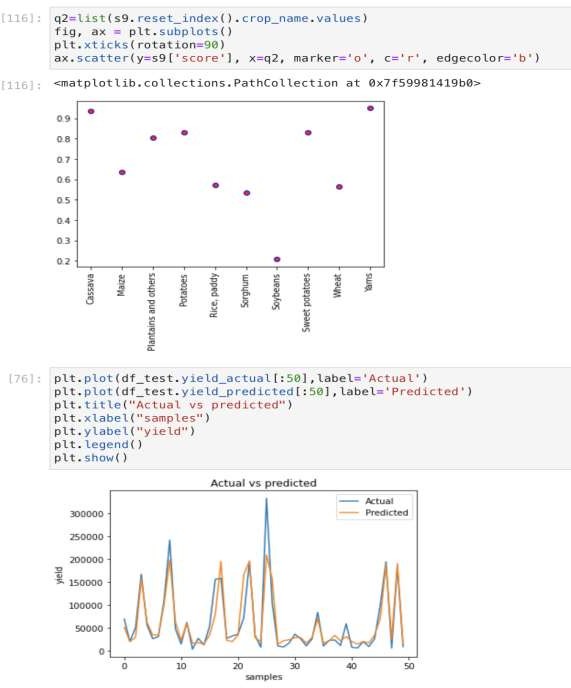 [116]: q2=list(s9.reset_index().crop_name.values)
fig, ax = plt.subplots()
plt.xticks(rotation=90)
ax.scatter(y=s9['score'], x=q2, marker='o', c='r', edgecolor='b')
[116]: <matplotlib.collections.PathCollection at 0x7f59981419b0>
0.9
0.8
0.7
0.6
0.5
0.4
0.3
0.2
Cassava
Maize
Plantains and others
Potatoes
Rice, paddy
Sorghum
Soybeans
Sweet potatoes
Wheat
Yams
[76]: plt.plot(df_test.yield_actual[:50],label='Actual')
plt.plot(df_test.yield_predicted[:50],label='Predicted')
plt.title("Actual vs predicted")
plt.xlabel("samples")
plt.ylabel("yield")
plt.legend()
plt.show()
Actual vs predicted
Actual
Predicted
300000
250000
200000
150000
100000
50000
0
yield
0 10 20 30 40 50
samples